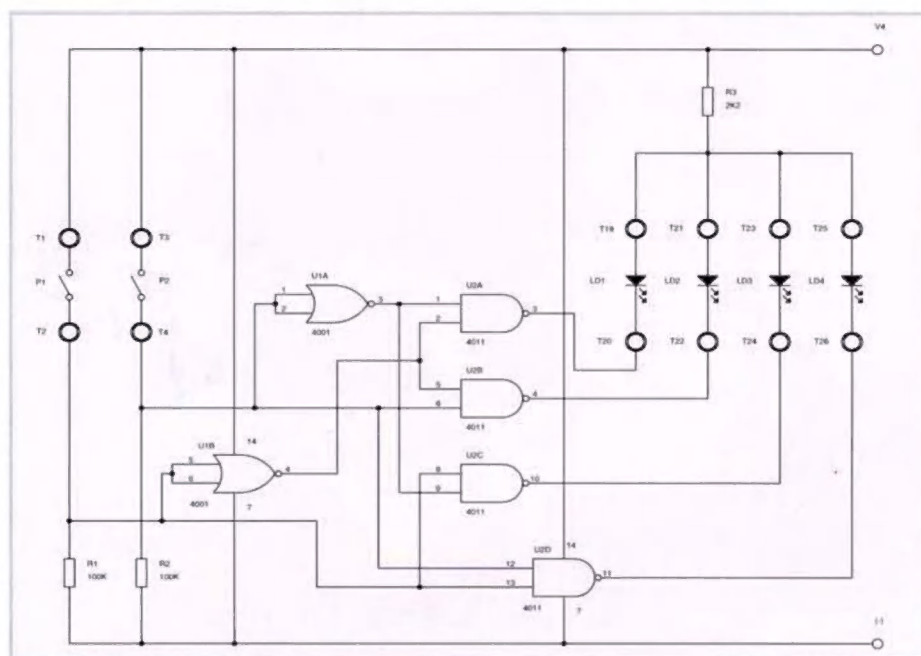 V4
R3
2K2
T1
T3
T19
T21
T23
T25
P1
P2
LD1
LD2
LD3
LD4
U1A
1
2
3
4001
U2A
1
2
3
4011
T2
T4
T20
T22
T24
T26
U2B
5
6
4
4011
U1B
14
5
6
4
4001
7
U2C
8
9
10
4011
R1
100K
R2
100K
U2D
14
12
13
11
4011
7